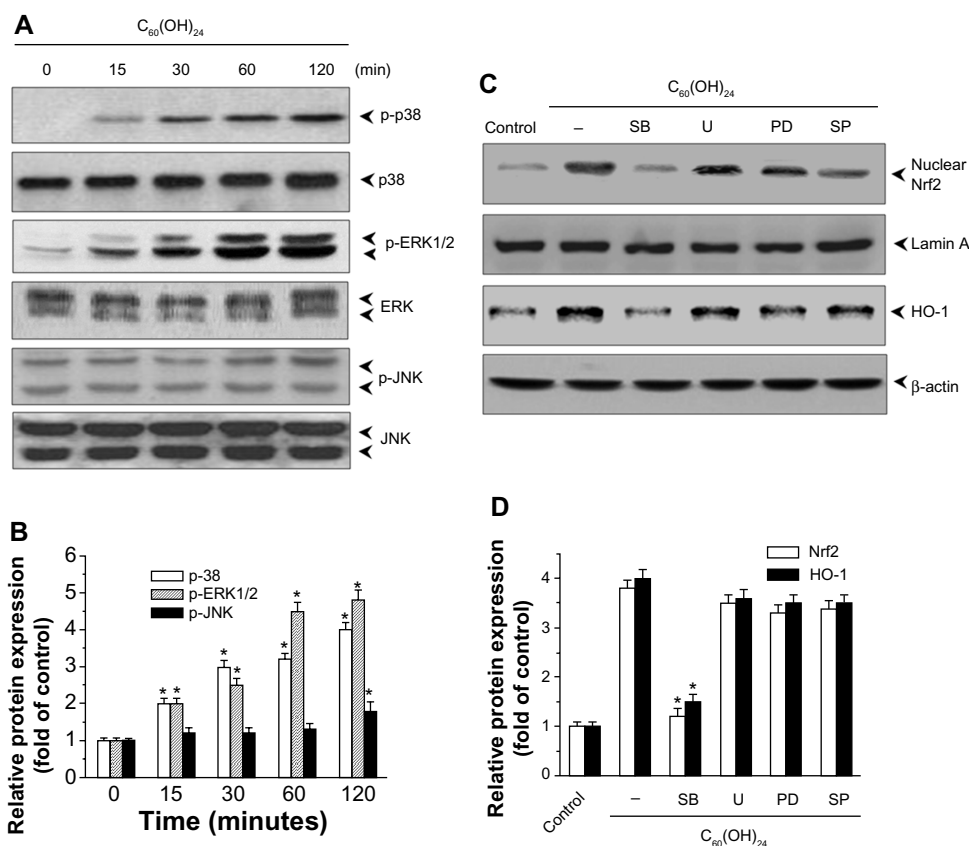 A
C60(OH)24
0 15 30 60 120 (min)
p-p38
p38
p-ERK1/2
ERK
p-JNK
JNK
C
C60(OH)24
Control – SB U PD SP
Nuclear
Nrf2
Lamin A
HO-1
β-actin
B
Relative protein expression
(fold of control)
6
5
4
3
2
1
0
p-38
p-ERK1/2
p-JNK
* * * * * * * * *
0 15 30 60 120
Time (minutes)
D
Relative protein expression
(fold of control)
4
3
2
1
0
Nrf2
HO-1
* *
Control – SB U PD SP
C60(OH)24